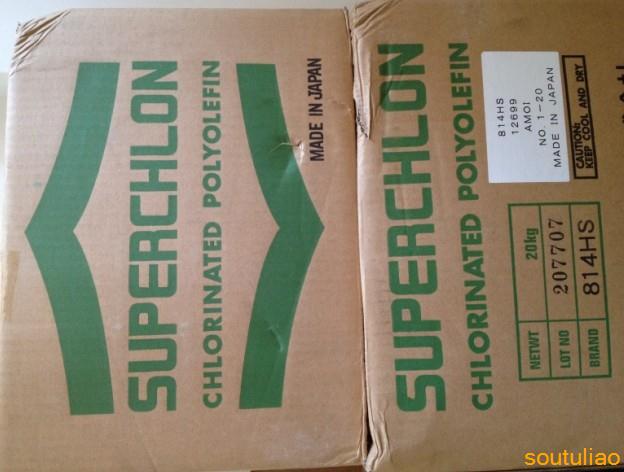 SUPERCHLON
CHLORINATED POLYOLEFIN
MADE IN JAPAN
SUPERCHLON
CHLORINATED POLYOLEFIN
814HS
12699
AMOI
NO. 1-20
MADE IN JAPAN
CAUTION:
KEEP COOL AND DRY
NETWT 20kg
LOT NO 207707
BRAND 814HS
soutuliao